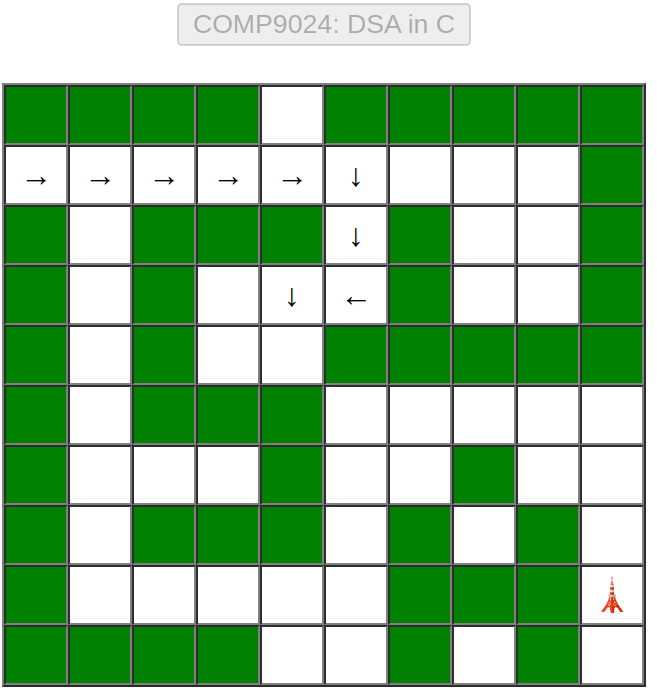 COMP9024: DSA in C
→ → → → → ↓
↓
↓ ←